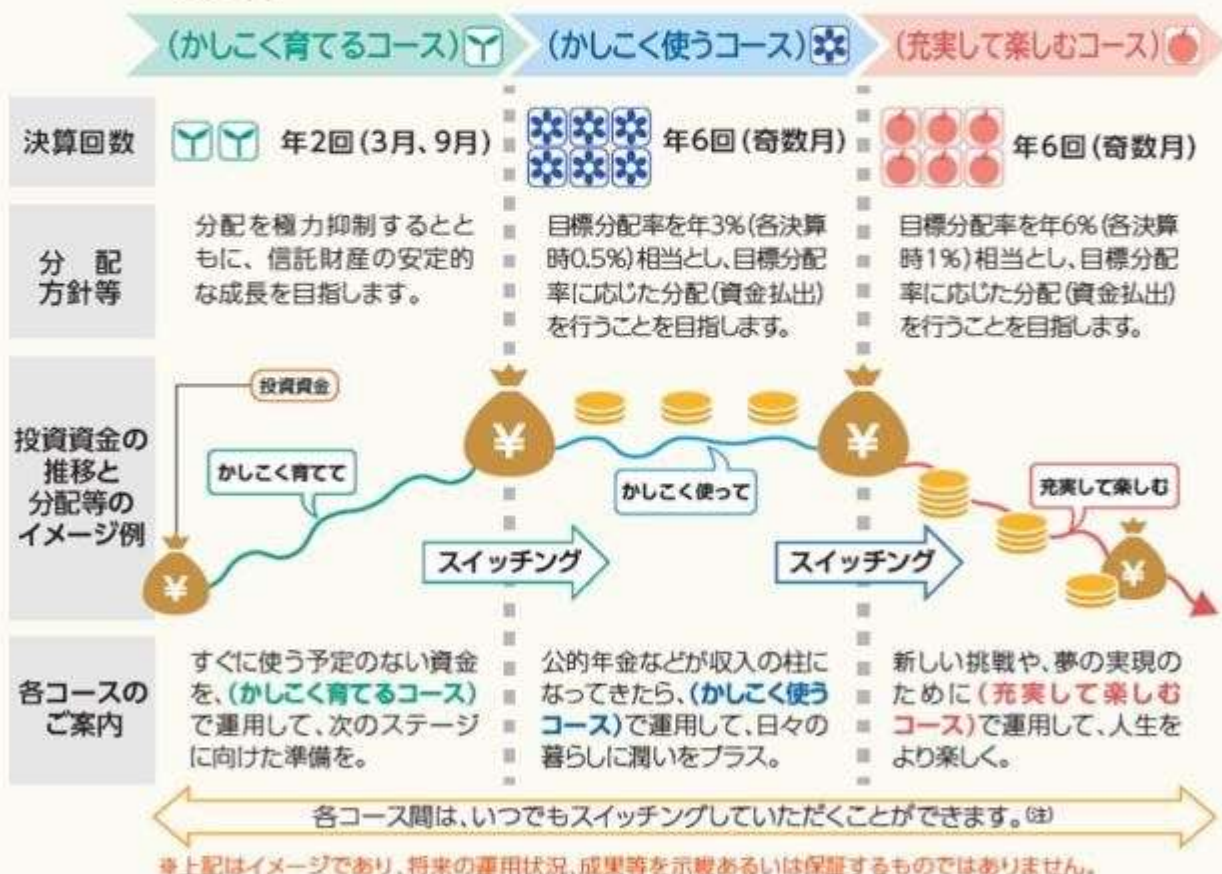 (かしこく育てるコース)
(かしこく使うコース)
(充実して楽しむコース)
決算回数
年2回(3月、9月)
年6回(奇数月)
年6回(奇数月)
分 配
方針等
分配を極力抑制するとと
もに、信託財産の安定的
な成長を目指します。
目標分配率を年3%(各決算
時0.5%)相当とし、目標分配
率に応じた分配(資金払出)
を行うことを目指します。
目標分配率を年6%(各決算
時1%)相当とし、目標分配
率に応じた分配(資金払出)
を行うことを目指します。
投資資金の
推移と
分配等の
イメージ例
投資資金
かしこく育てて
¥
スイッチング
¥
かしこく使って
スイッチング
¥
充実して楽しむ
¥
各コースの
ご案内
すぐに使う予定のない資金
を、(かしこく育てるコース)
で運用して、次のステージ
に向けた準備を。
公的年金などが収入の柱に
なってきたら、(かしこく使う
コース)で運用して、日々の
暮らしに潤いをプラス。
新しい挑戦や、夢の実現の
ために(充実して楽しむ
コース)で運用して、人生を
より楽しく。
各コース間は、いつでもスイッチングしていただくことができます。(注)
※上記はイメージであり、将来の運用状況、成果等を示唆あるいは保証するものではありません。